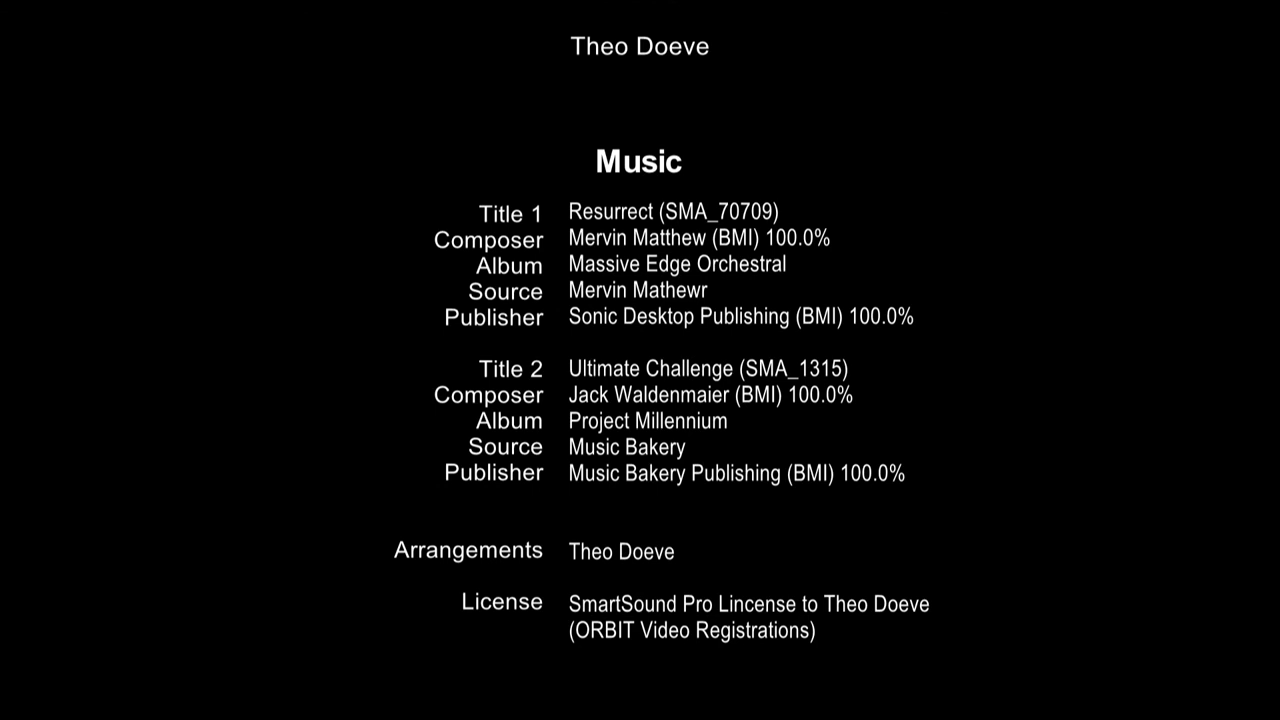 Theo Doeve
Music
Title 1 Resurrect (SMA_70709)
Composer Mervin Matthew (BMI) 100.0%
Album Massive Edge Orchestral
Source Mervin Mathewr
Publisher Sonic Desktop Publishing (BMI) 100.0%
Title 2 Ultimate Challenge (SMA_1315)
Composer Jack Waldenmaier (BMI) 100.0%
Album Project Millennium
Source Music Bakery
Publisher Music Bakery Publishing (BMI) 100.0%
Arrangements Theo Doeve
License SmartSound Pro Lincense to Theo Doeve
(ORBIT Video Registrations)